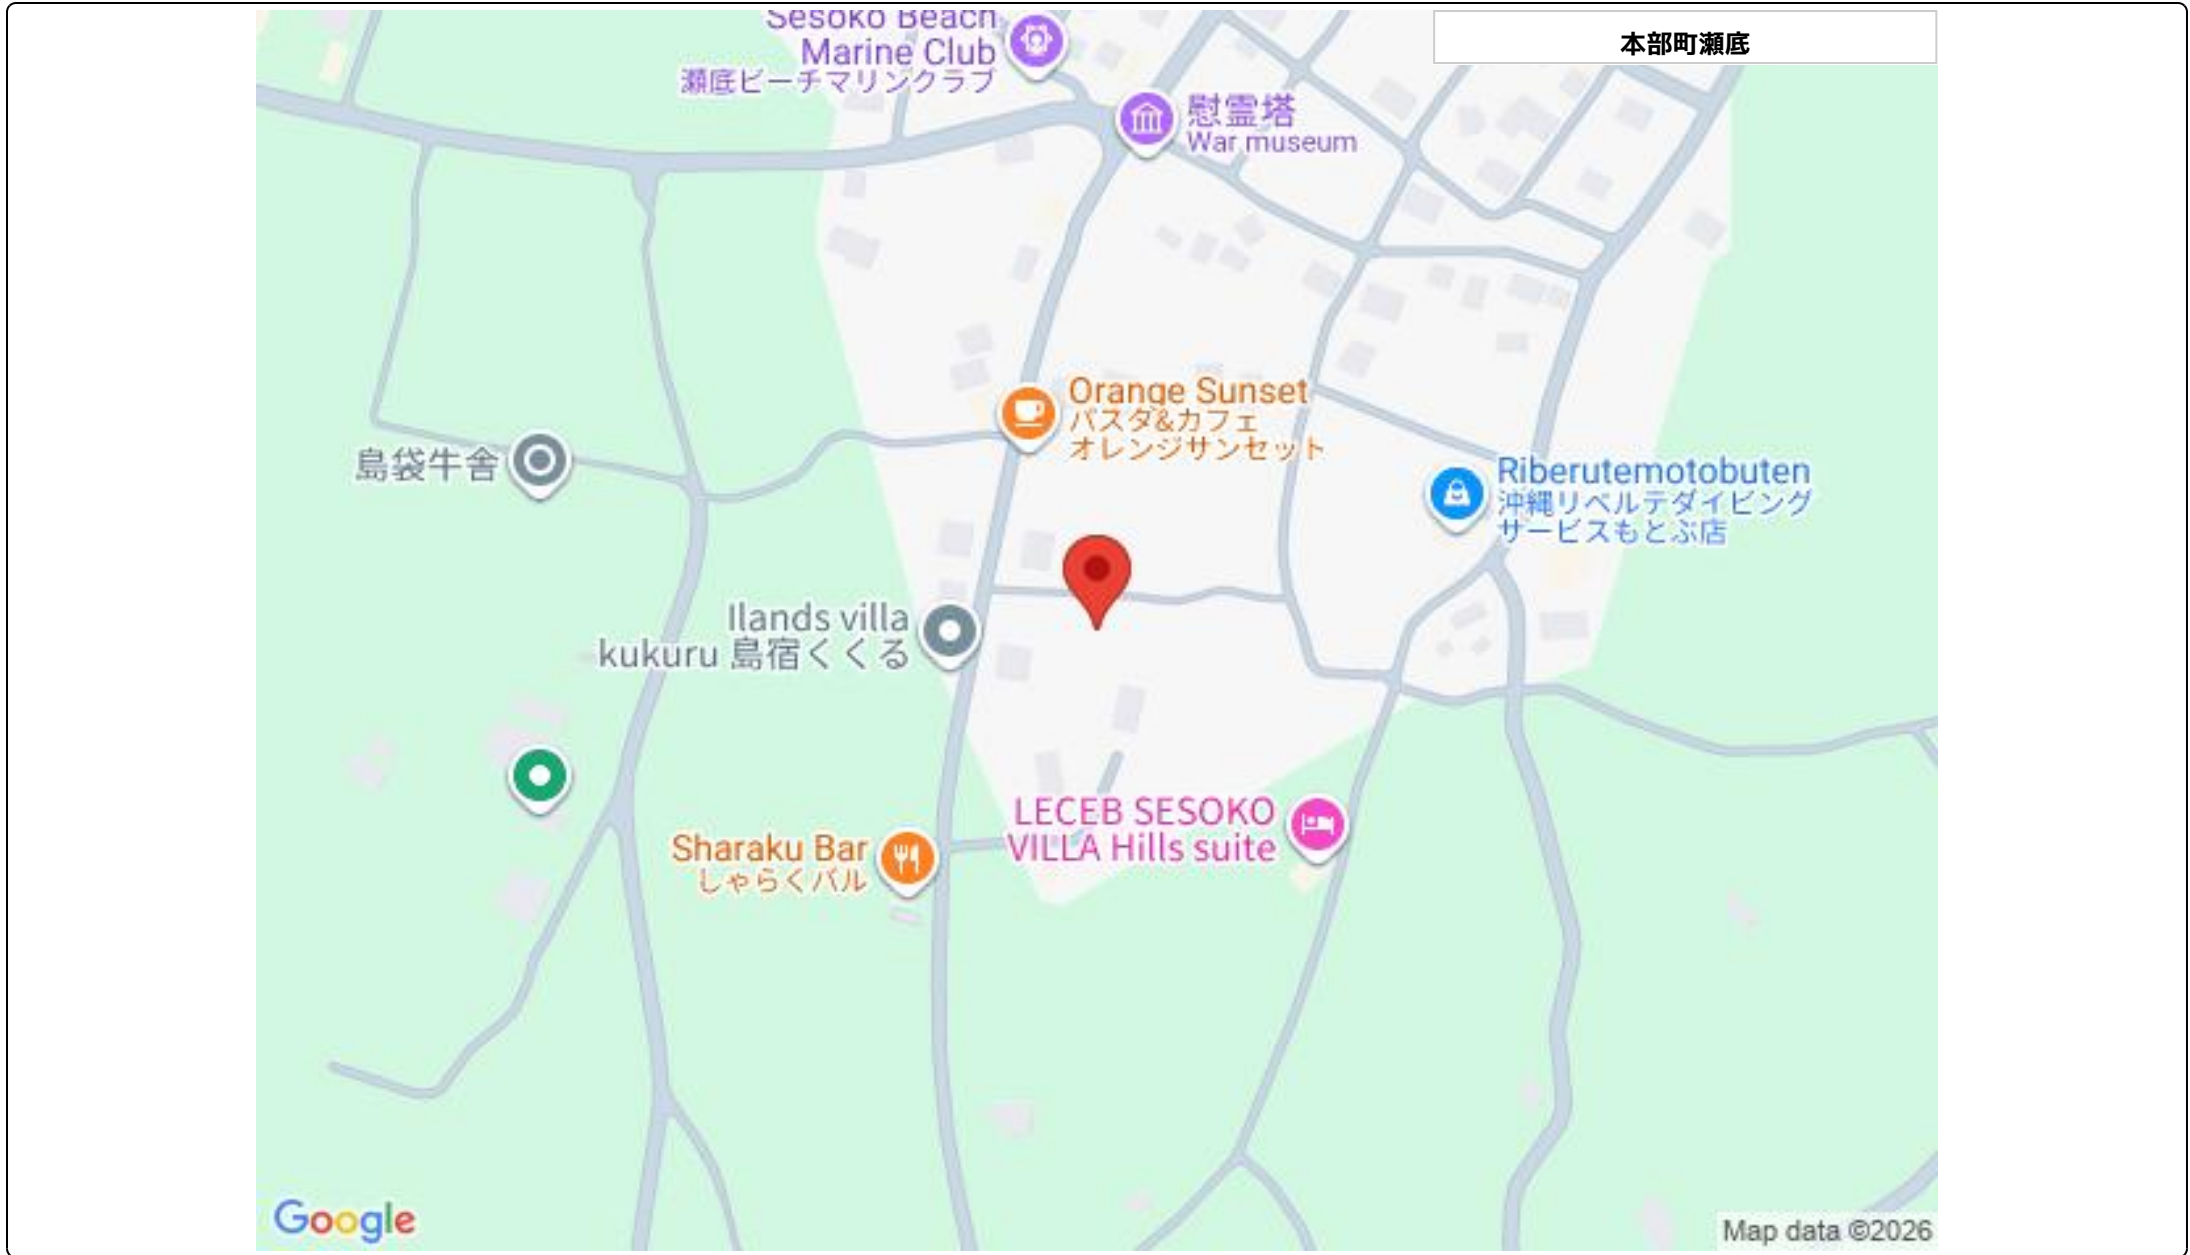 Sesoko Beach
Marine Club
瀬底ビーチマリンクラブ
本部町瀬底
慰霊塔
War museum
Orange Sunset
パスタ&カフェ
オレンジサンセット
島袋牛舎
Riberutemotobuten
沖縄リベルテダイビング
サービスもとぶ店
Ilands villa
kukuru 島宿くくる
LECEB SESOKO
VILLA Hills suite
Sharaku Bar
しゃらくバル
Google
Map data ©2026